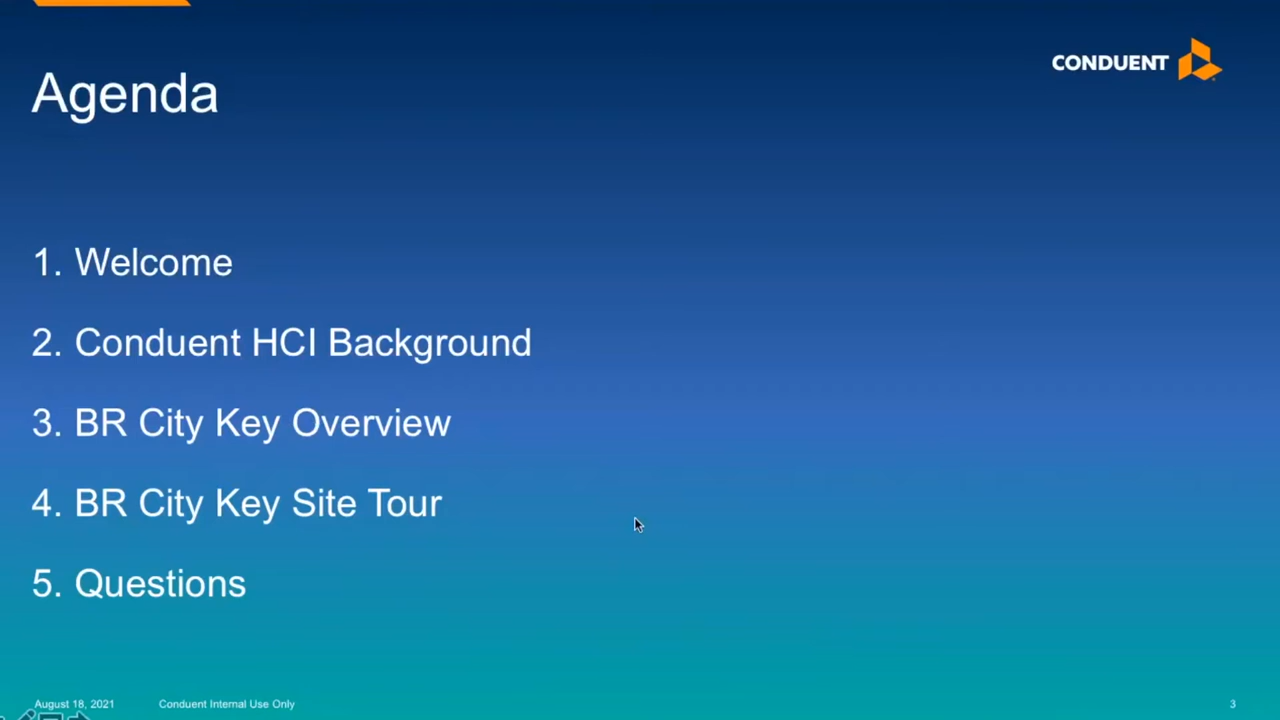 CONDUENT
Agenda
1. Welcome
2. Conduent HCI Background
3. BR City Key Overview
4. BR City Key Site Tour
5. Questions
August 18, 2021 Conduent Internal Use Only 3